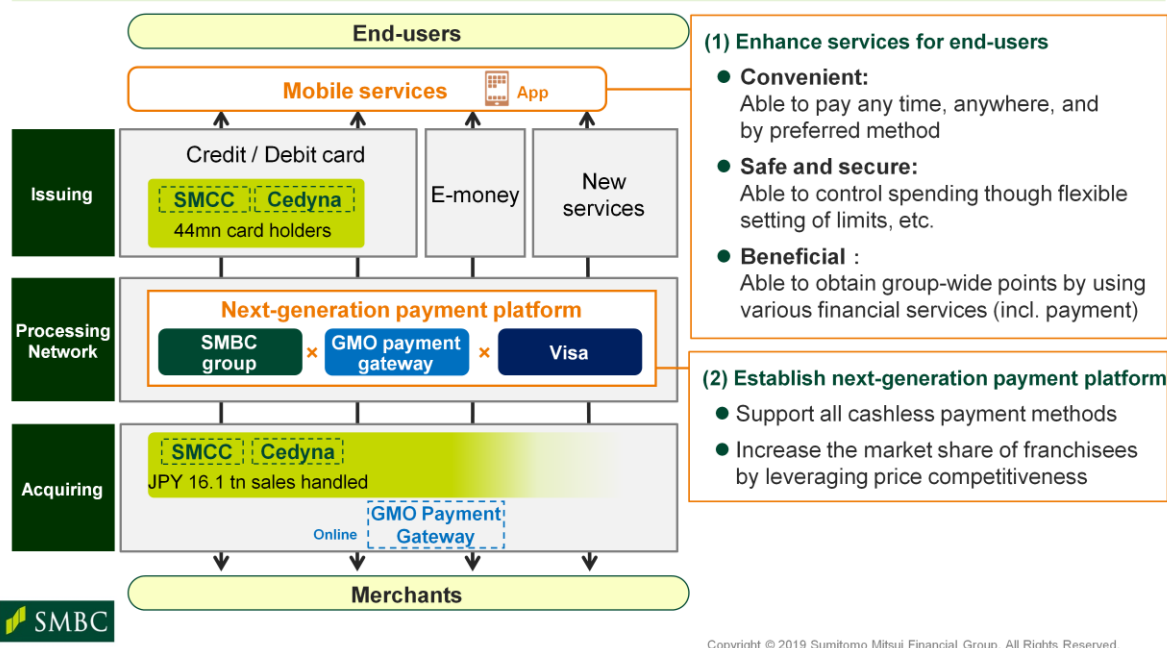 End-users
Mobile services
App
Issuing
Credit / Debit card
SMCC
Cedyna
44mn card holders
E-money
New
services
Processing
Network
Next-generation payment platform
SMBC
group
×
GMO payment
gateway
×
Visa
Acquiring
SMCC
Cedyna
JPY 16.1 tn sales handled
Online
GMO Payment
Gateway
Merchants
(1) Enhance services for end-users
● Convenient:
Able to pay any time, anywhere, and
by preferred method
● Safe and secure:
Able to control spending though flexible
setting of limits, etc.
● Beneficial :
Able to obtain group-wide points by using
various financial services (incl. payment)
(2) Establish next-generation payment platform
● Support all cashless payment methods
● Increase the market share of franchisees
by leveraging price competitiveness
SMBC
Copyright © 2019 Sumitomo Mitsui Financial Group. All Rights Reserved.